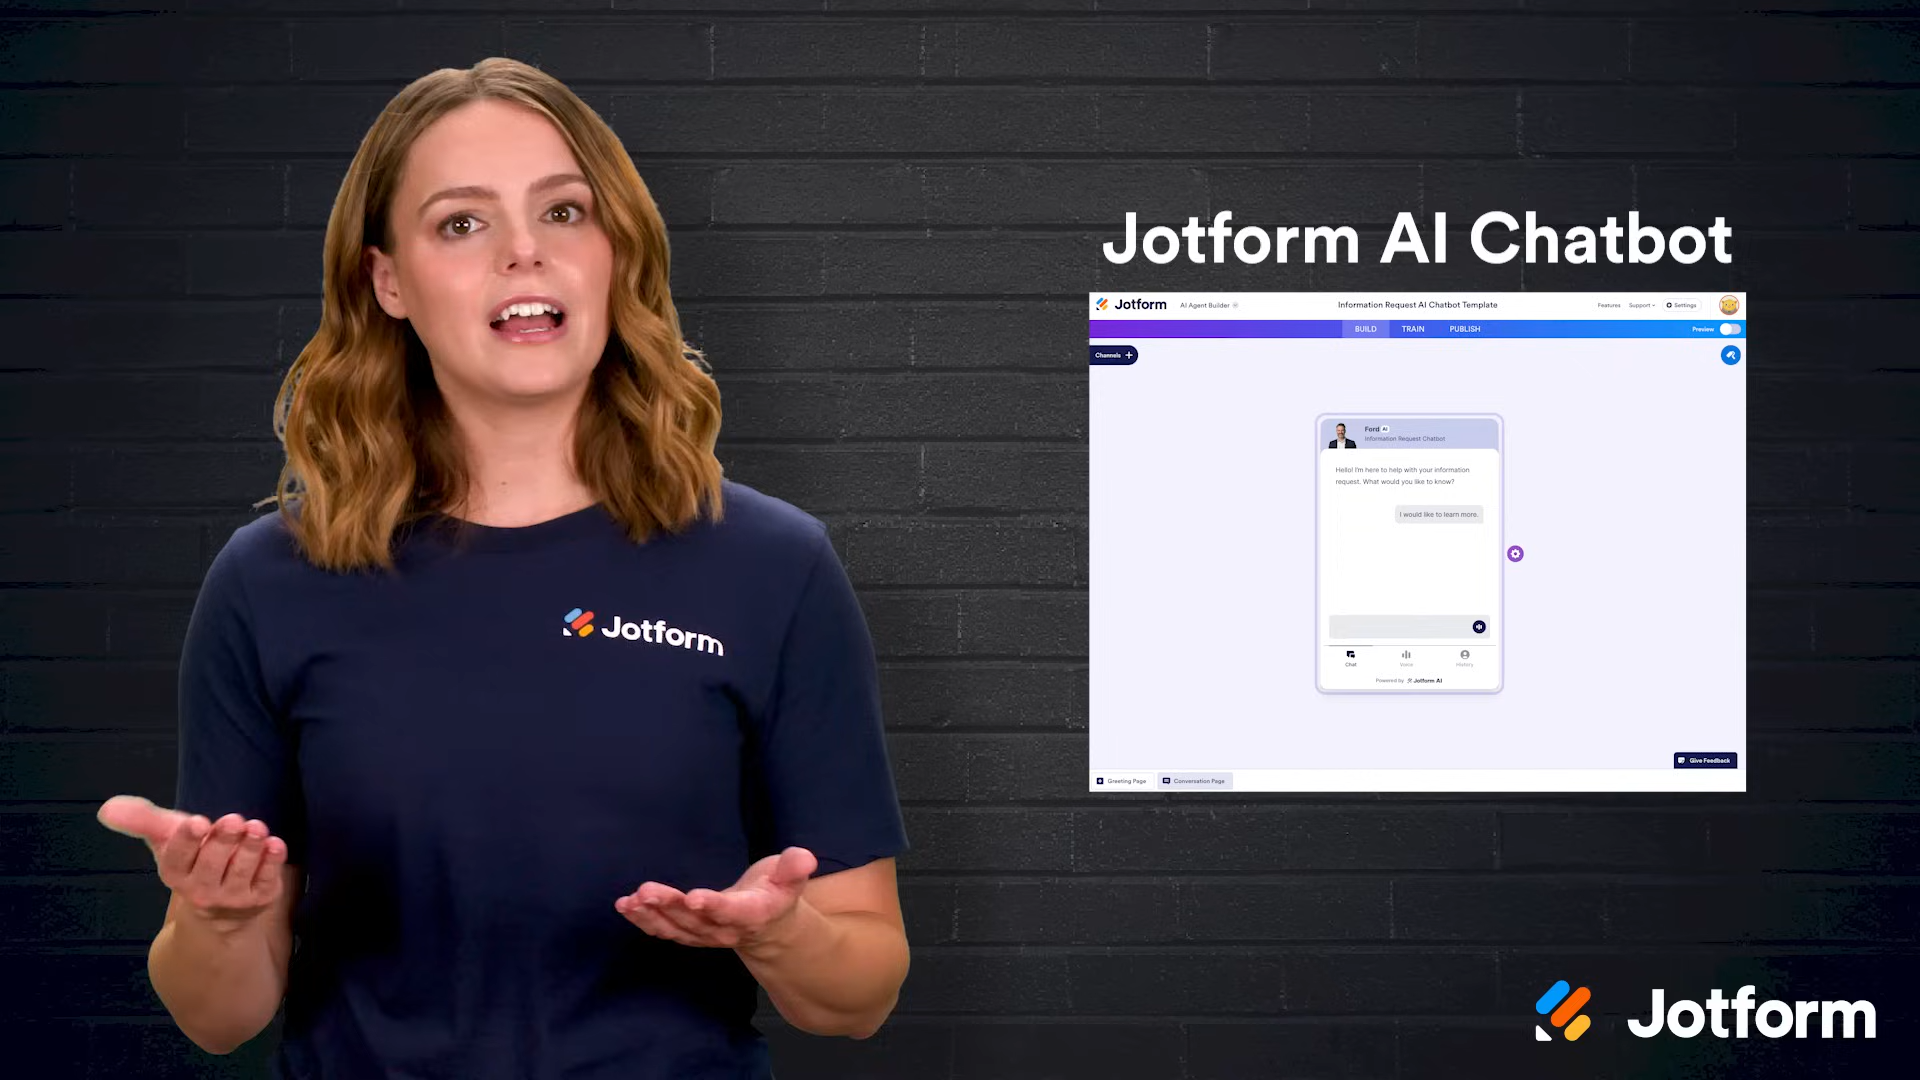 Jotform AI Chatbot
Jotform
AI Agent Builder
Information Request AI Chatbot Template
Features
Support
Settings
BUILD
TRAIN
PUBLISH
Preview
Channels
Ford AI
Information Request Chatbot
Hello! I'm here to help with your information
request. What would you like to know?
I would like to learn more.
Chat
Voice
History
Powered by Jotform AI
Give Feedback
Greeting Page
Conversation Page
Jotform
Jotform